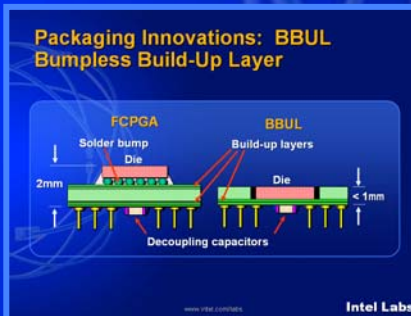 Packaging Innovations: BBUL
Bumpless Build-Up Layer
FCPGA
BBUL
Solder bump
Build-up layers
Die
Die
2mm
< 1mm
Decoupling capacitors
www.intel.com/labs
Intel Labs